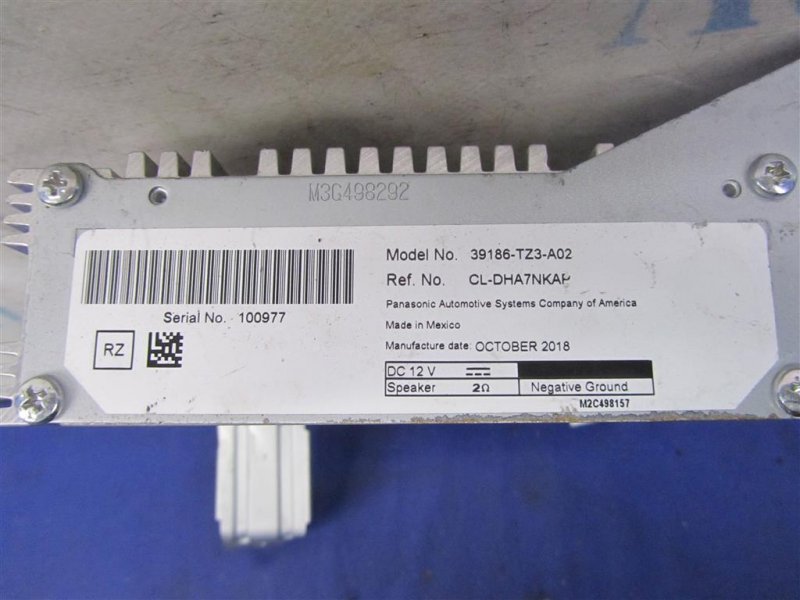 M3G498292
Model No. 39186-TZ3-A02
Ref. No. CL-DHA7NKAP
Panasonic Automotive Systems Company of America
Made in Mexico
Manufacture date: OCTOBER 2018
Serial No. 100977
RZ
DC 12 V
Speaker 2Ω Negative Ground
M2C498157